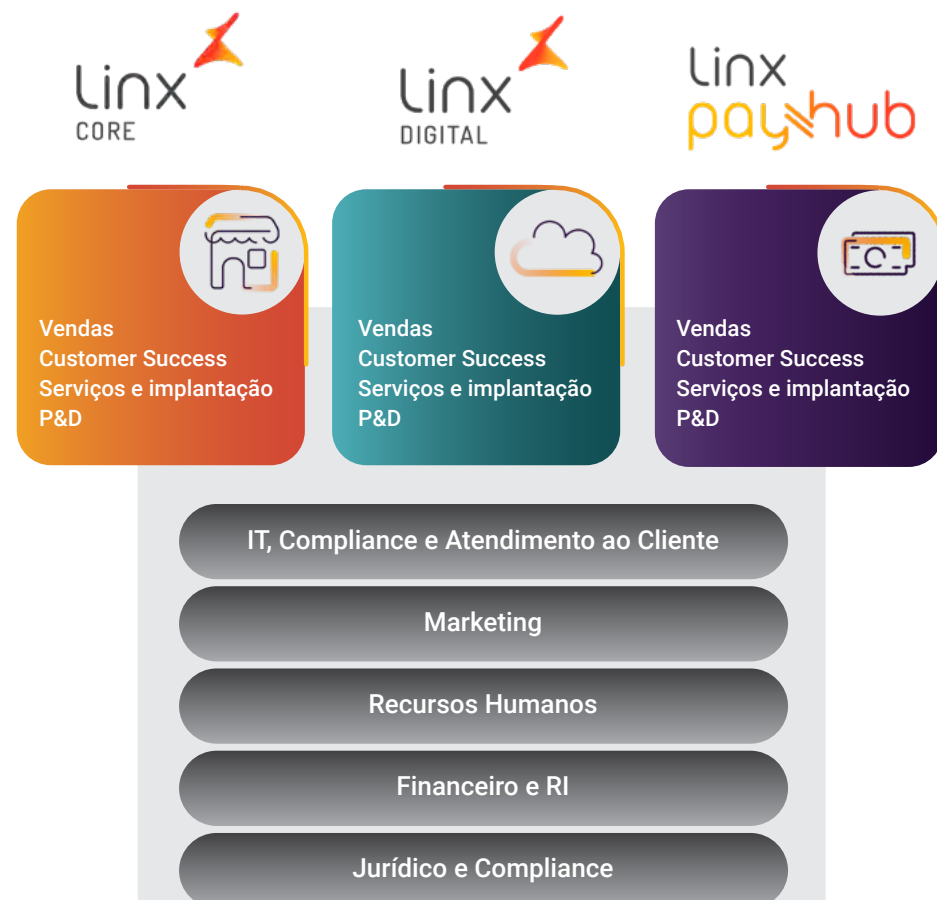 Linx
CORE
Linx
DIGITAL
Linx
payhub
Vendas
Customer Success
Serviços e implantação
P&D
Vendas
Customer Success
Serviços e implantação
P&D
Vendas
Customer Success
Serviços e implantação
P&D
IT, Compliance e Atendimento ao Cliente
Marketing
Recursos Humanos
Financeiro e RI
Jurídico e Compliance